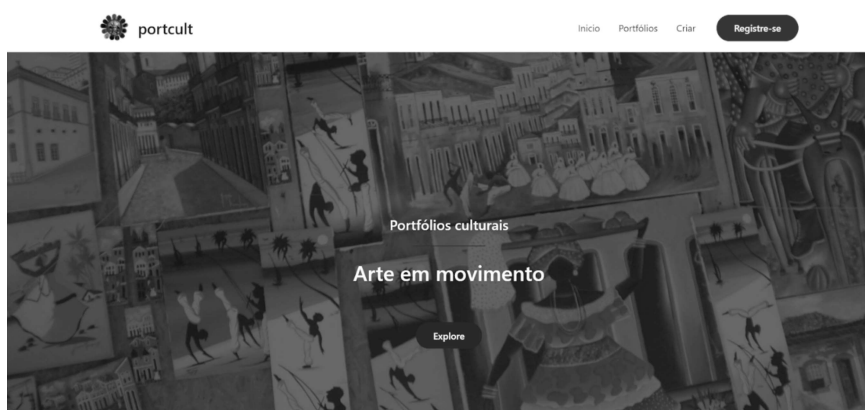 portcult
Inicio
Portfólios
Criar
Registre-se
Portfólios culturais
Arte em movimento
Explore